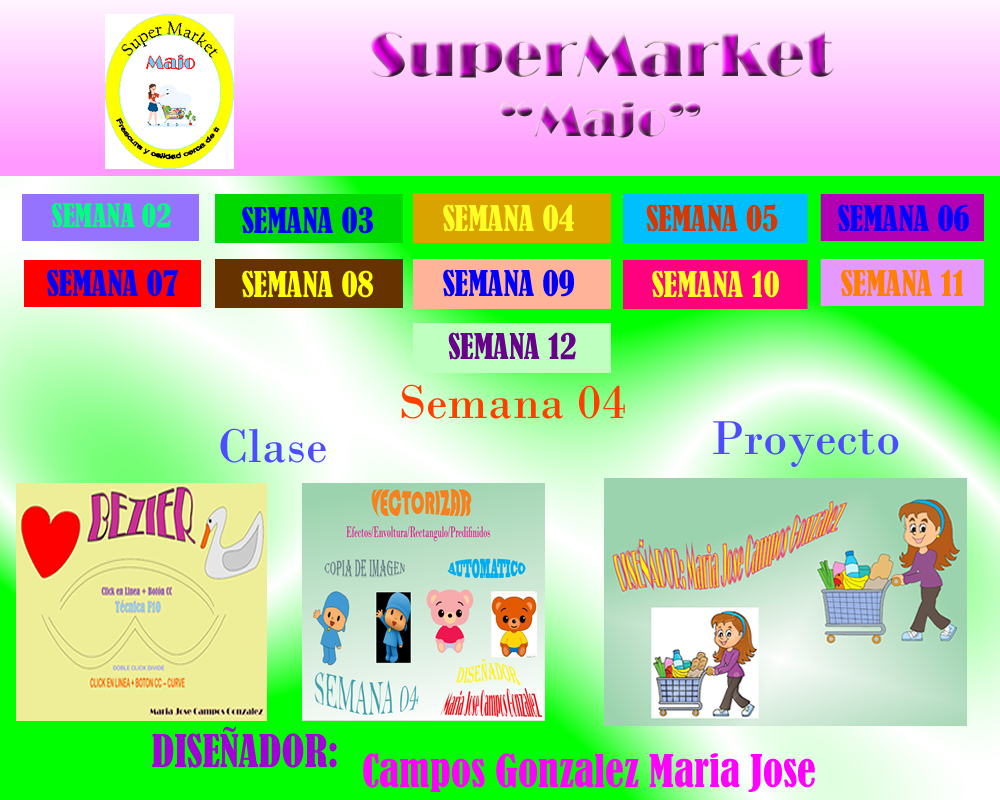 Super Market
Majo
Frescura y calidad cerca de ti
SuperMarket
“Majo”
SEMANA 02
SEMANA 03
SEMANA 04
SEMANA 05
SEMANA 06
SEMANA 07
SEMANA 08
SEMANA 09
SEMANA 10
SEMANA 11
SEMANA 12
Semana 04
Clase
Proyecto
BEZIER
Click en Linea + Botón CC
Técnica F10
DOBLE CLICK DIVIDE
CLICK EN LINEA + BOTON CC – CURVE
Maria Jose Campos Gonzalez
VECTORIZAR
Efectos/Envoltura/Rectangulo/Predifinidos
COPIA DE IMAGEN
AUTOMATICO
SEMANA 04
DISEÑADOR
Maria Jose Campos Gonzalez
DISEÑADOR: Maria Jose Campos Gonzalez
DISEÑADOR:
Campos Gonzalez Maria Jose